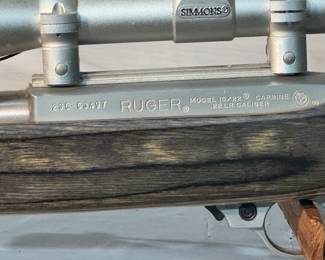 SIMMONS®
RUGER®
MODEL 10/22® CARBINE
.22 LR CALIBER